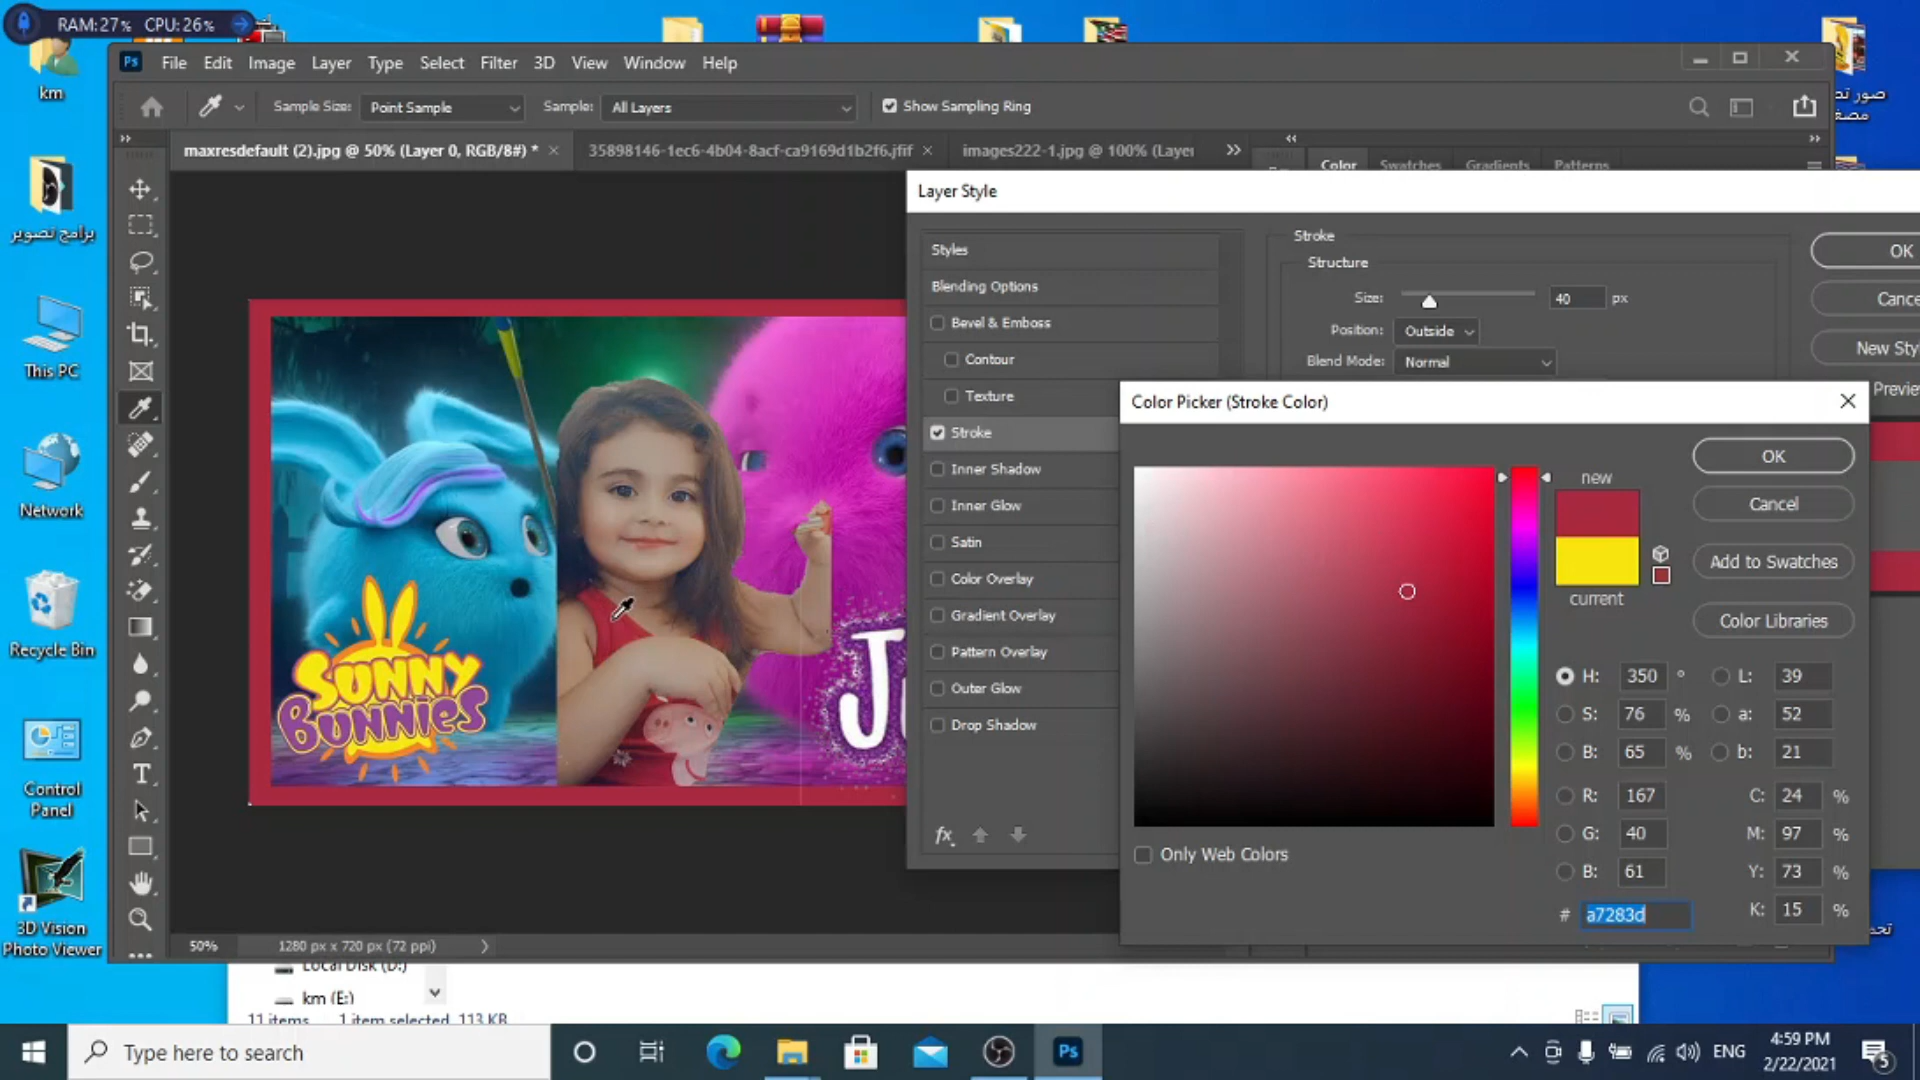 RAM:27% CPU:26%
File Edit Image Layer Type Select Filter 3D View Window Help
Sample Size: Point Sample Sample: All Layers Show Sampling Ring
maxresdefault (2).jpg @ 50% (Layer 0, RGB/8#) *
35898146-1ec6-4b04-8acf-ca9169d1b2f6.jfif
images222-1.jpg @ 100% (Layer
Color Swatches Gradients Patterns
km
برامج تصوير
This PC
Network
Recycle Bin
Control
Panel
3D Vision
Photo Viewer
صور تص
SUNNY
BUNNIES
Layer Style
Styles
Blending Options
Bevel & Emboss
Contour
Texture
Stroke
Inner Shadow
Inner Glow
Satin
Color Overlay
Gradient Overlay
Pattern Overlay
Outer Glow
Drop Shadow
fx
Stroke
Structure
Size: 40 px
Position: Outside
Blend Mode: Normal
OK
Cance
New Sty
Preview
Color Picker (Stroke Color)
new
current
OK
Cancel
Add to Swatches
Color Libraries
H: 350 ° L: 39
S: 76 % a: 52
B: 65 % b: 21
R: 167 C: 24 %
G: 40 M: 97 %
B: 61 Y: 73 %
# a7283d K: 15 %
Only Web Colors
50% 1280 px x 720 px (72 ppi)
Local Disk (D:)
km (E:)
11 items 1 item selected 113 KB
Type here to search
Ps
ENG
4:59 PM
2/22/2021
5